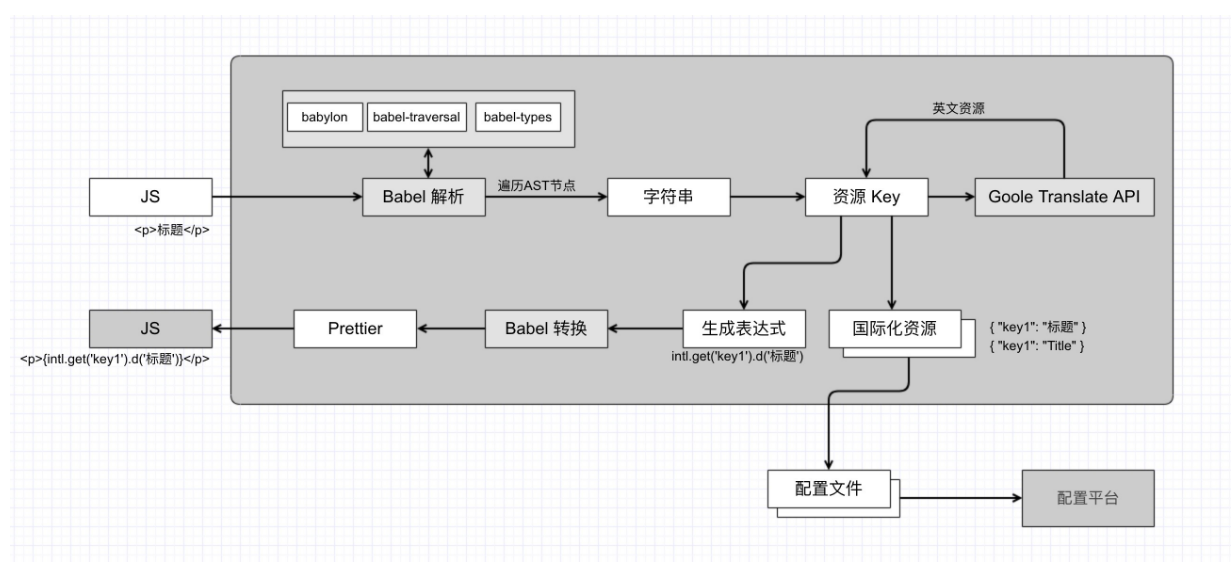 babylon
babel-traversal
babel-types
英文资源
JS
Babel 解析
遍历AST节点
字符串
资源 Key
Goole Translate API
<p>标题</p>
JS
Prettier
Babel 转换
生成表达式
国际化资源
{ "key1": "标题" }
{ "key1": "Title" }
<p>{intl.get('key1').d('标题')}</p>
intl.get('key1').d('标题')
配置文件
配置平台